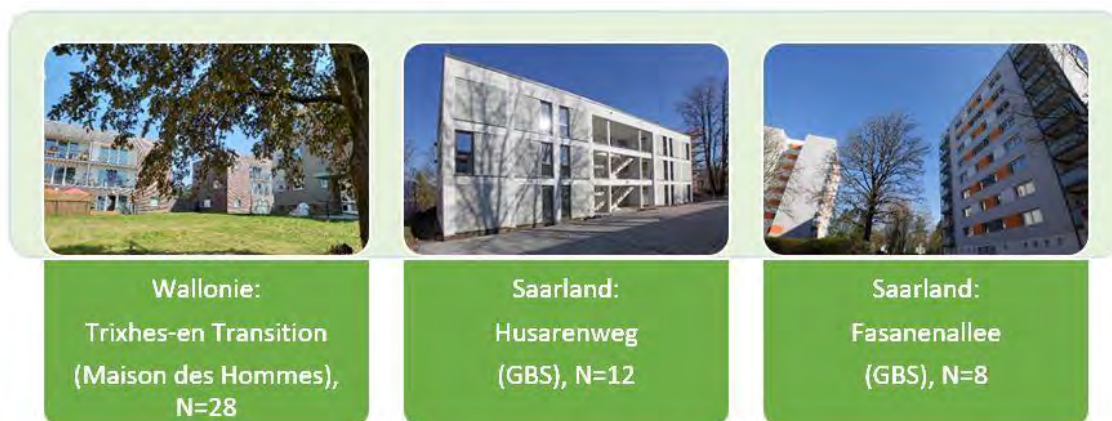 Wallonie:
Trixhes-en Transition
(Maison des Hommes),
N=28
Saarland:
Husarenweg
(GBS), N=12
Saarland:
Fasanenallee
(GBS), N=8